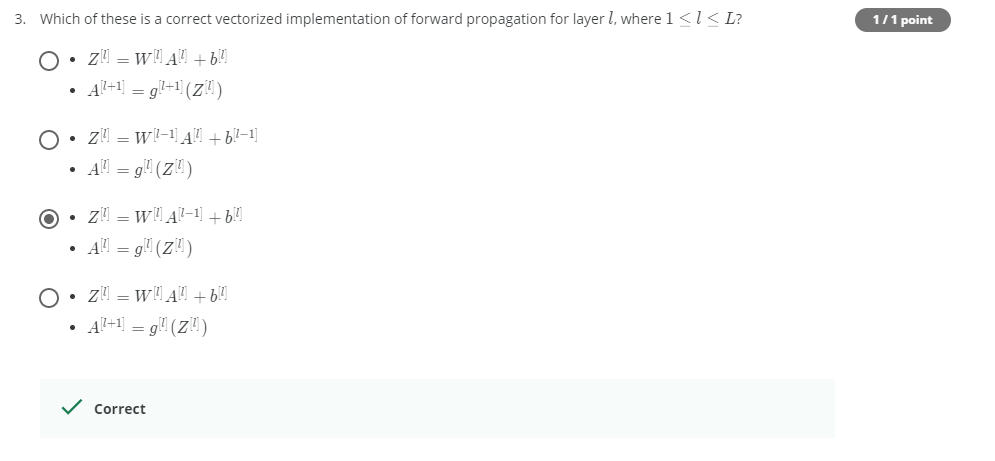 3. Which of these is a correct vectorized implementation of forward propagation for layer l, where 1 ≤ l ≤ L?
1 / 1 point
• Z^[l] = W^[l] A^[l] + b^[l]
• A^[l+1] = g^[l+1] (Z^[l])
• Z^[l] = W^[l−1] A^[l] + b^[l−1]
• A^[l] = g^[l] (Z^[l])
• Z^[l] = W^[l] A^[l−1] + b^[l]
• A^[l] = g^[l] (Z^[l])
• Z^[l] = W^[l] A^[l] + b^[l]
• A^[l+1] = g^[l] (Z^[l])
Correct